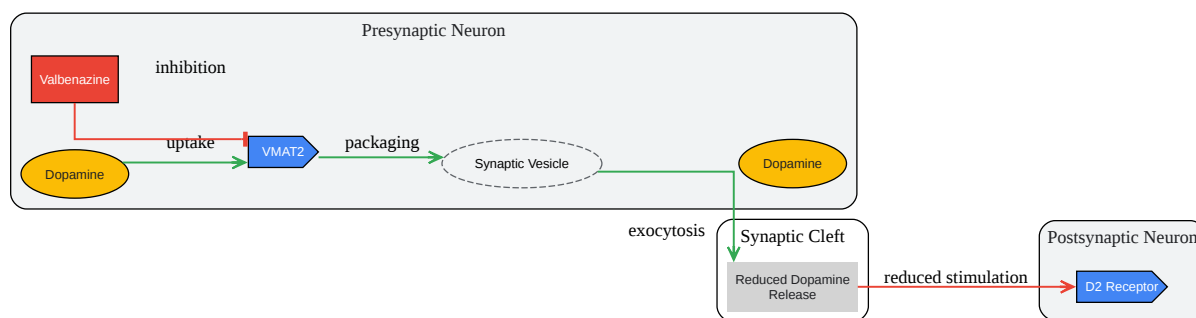 Presynaptic Neuron
Valbenazine
inhibition
uptake
VMAT2
packaging
Synaptic Vesicle
Dopamine
Dopamine
exocytosis
Synaptic Cleft
Reduced Dopamine
Release
reduced stimulation
Postsynaptic Neuron
D2 Receptor